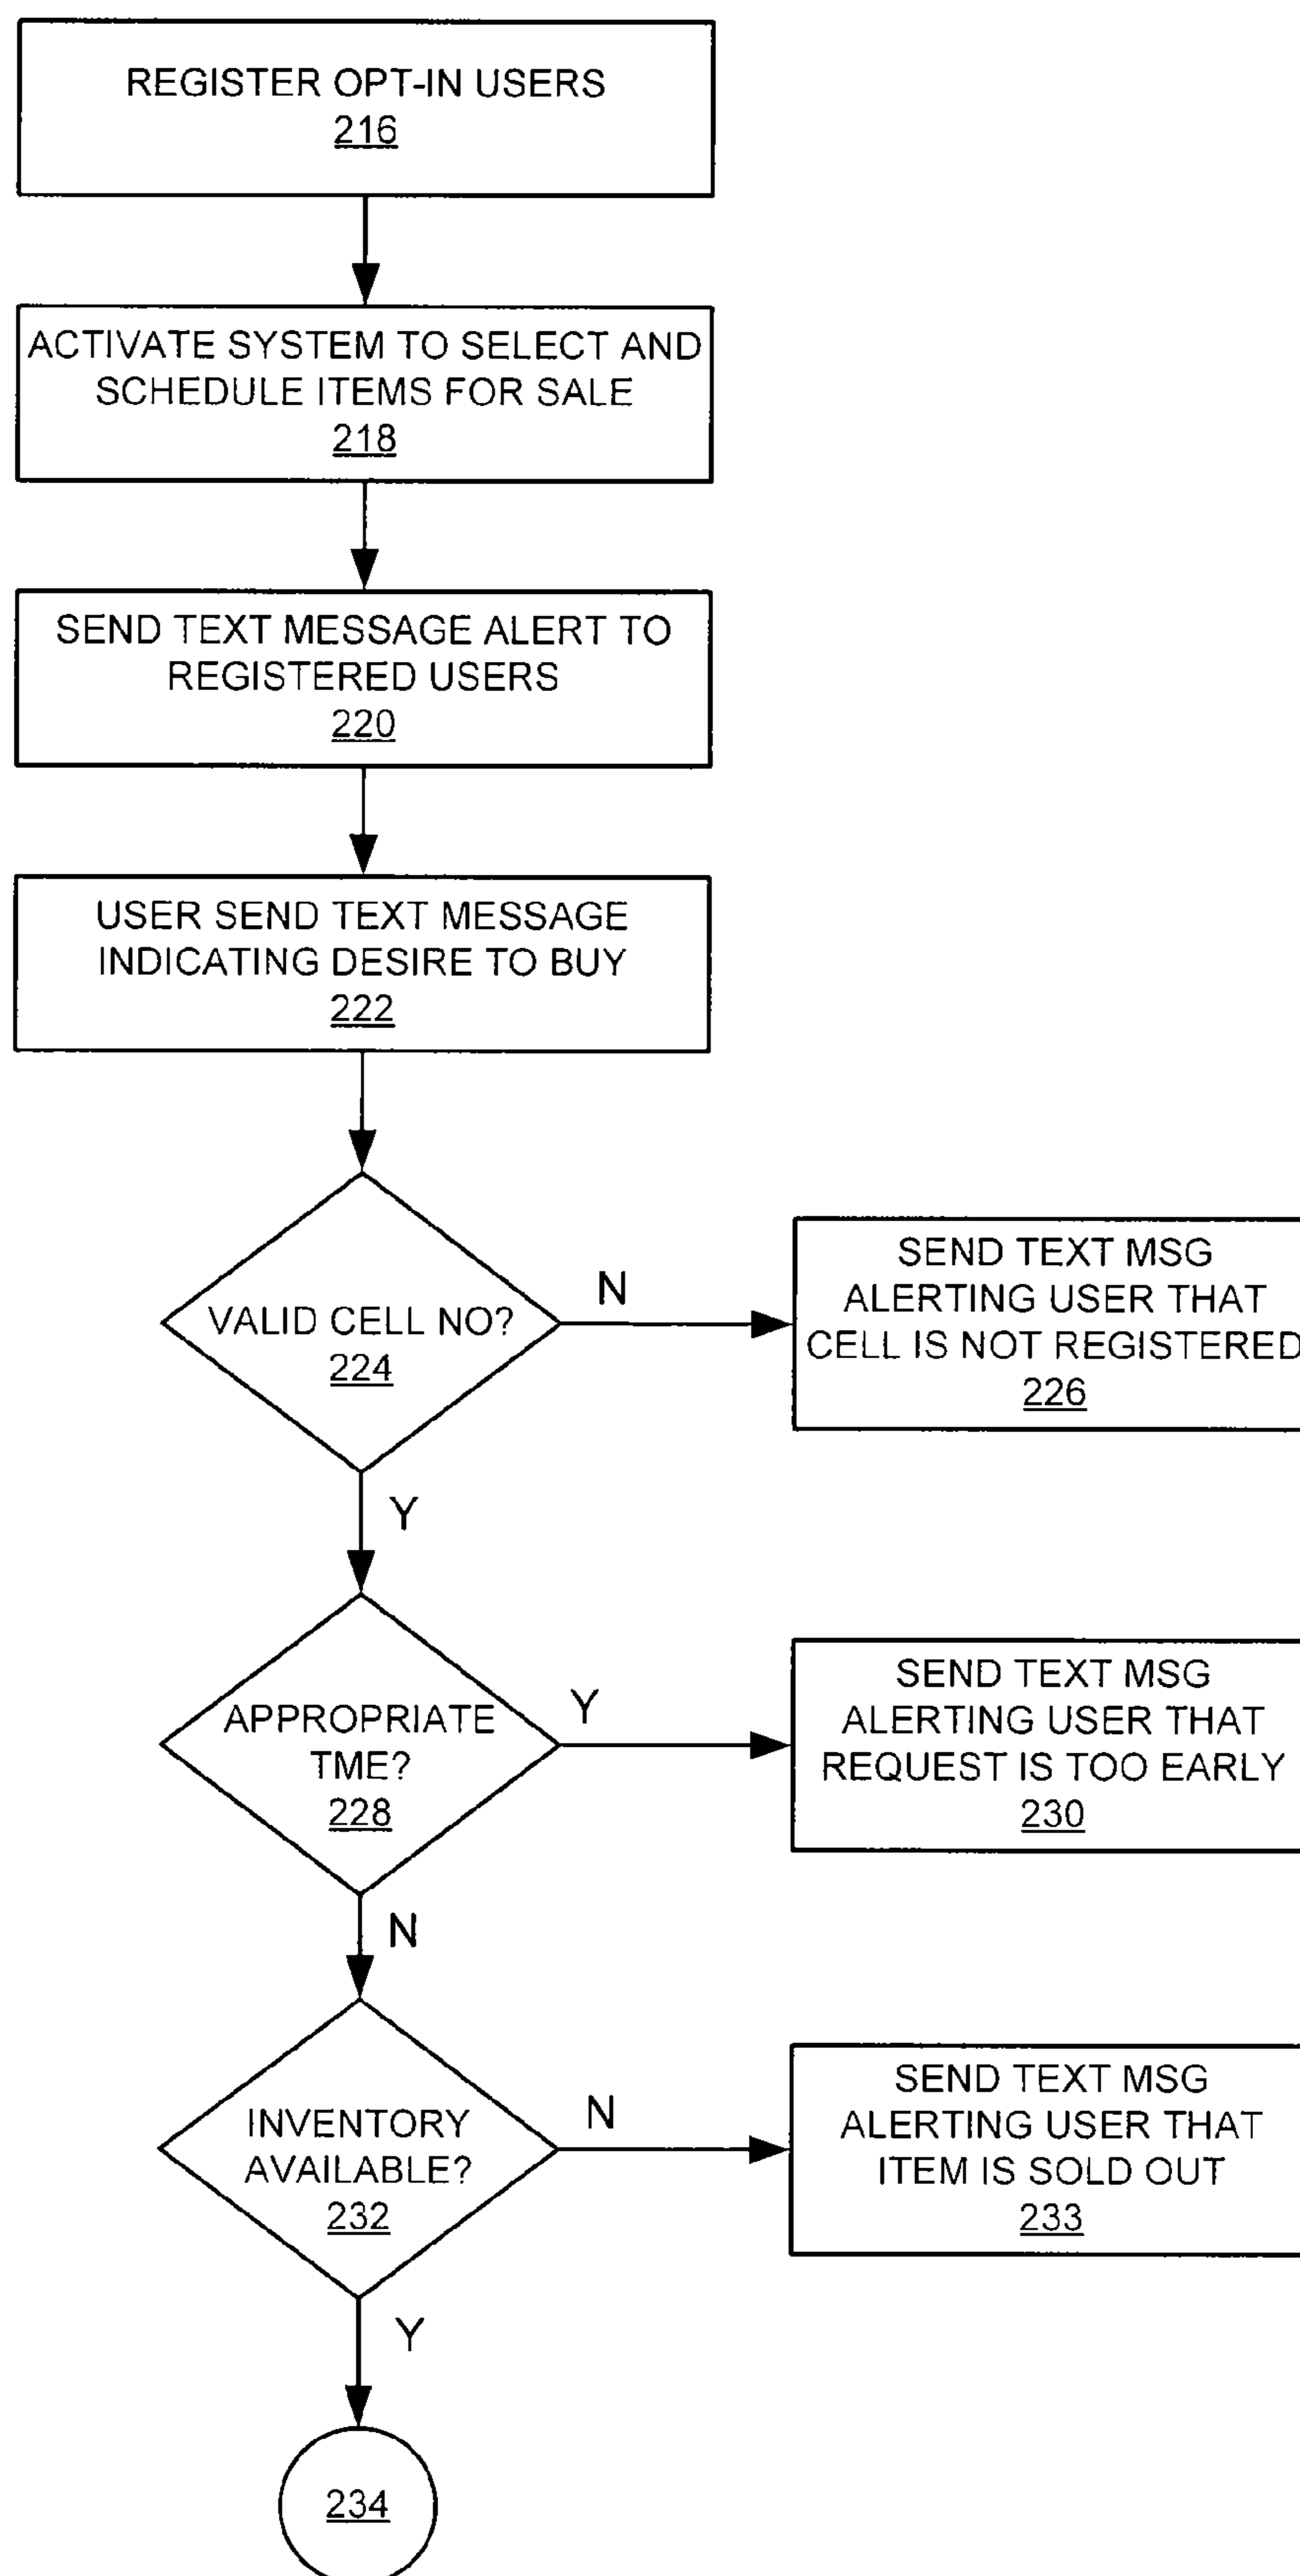 REGISTER OPT-IN USERS
216
ACTIVATE SYSTEM TO SELECT AND
SCHEDULE ITEMS FOR SALE
218
SEND TEXT MESSAGE ALERT TO
REGISTERED USERS
220
USER SEND TEXT MESSAGE
INDICATING DESIRE TO BUY
222
VALID CELL NO?
224
N
SEND TEXT MSG
ALERTING USER THAT
CELL IS NOT REGISTERED
226
Y
APPROPRIATE
TME?
228
Y
SEND TEXT MSG
ALERTING USER THAT
REQUEST IS TOO EARLY
230
N
INVENTORY
AVAILABLE?
232
N
SEND TEXT MSG
ALERTING USER THAT
ITEM IS SOLD OUT
233
Y
234